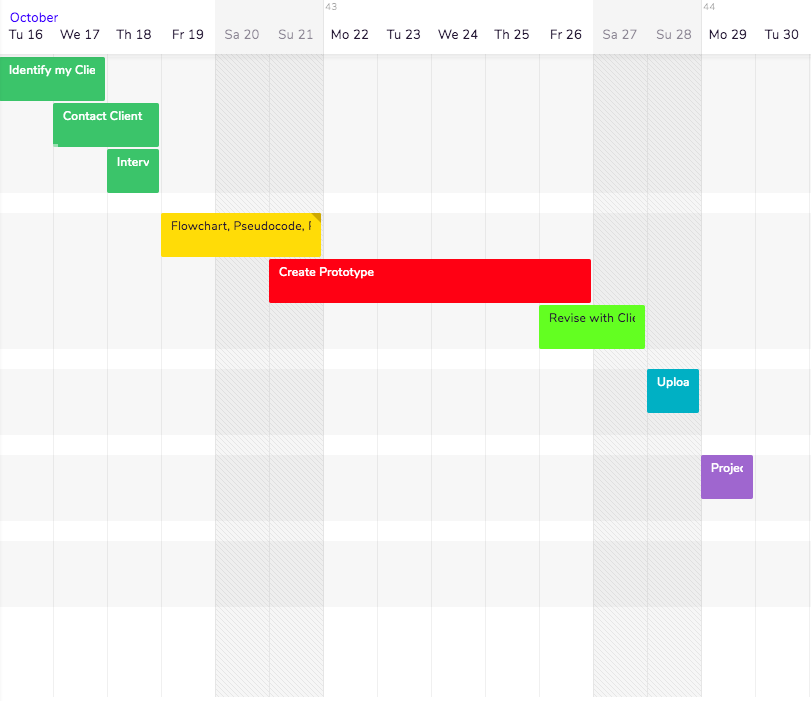 43
44
October
Tu 16 We 17 Th 18 Fr 19 Sa 20 Su 21 Mo 22 Tu 23 We 24 Th 25 Fr 26 Sa 27 Su 28 Mo 29 Tu 30
Identify my Clie
Contact Client
Interv
Flowchart, Pseudocode,
Create Prototype
Revise with Clie
Uploa
Projec